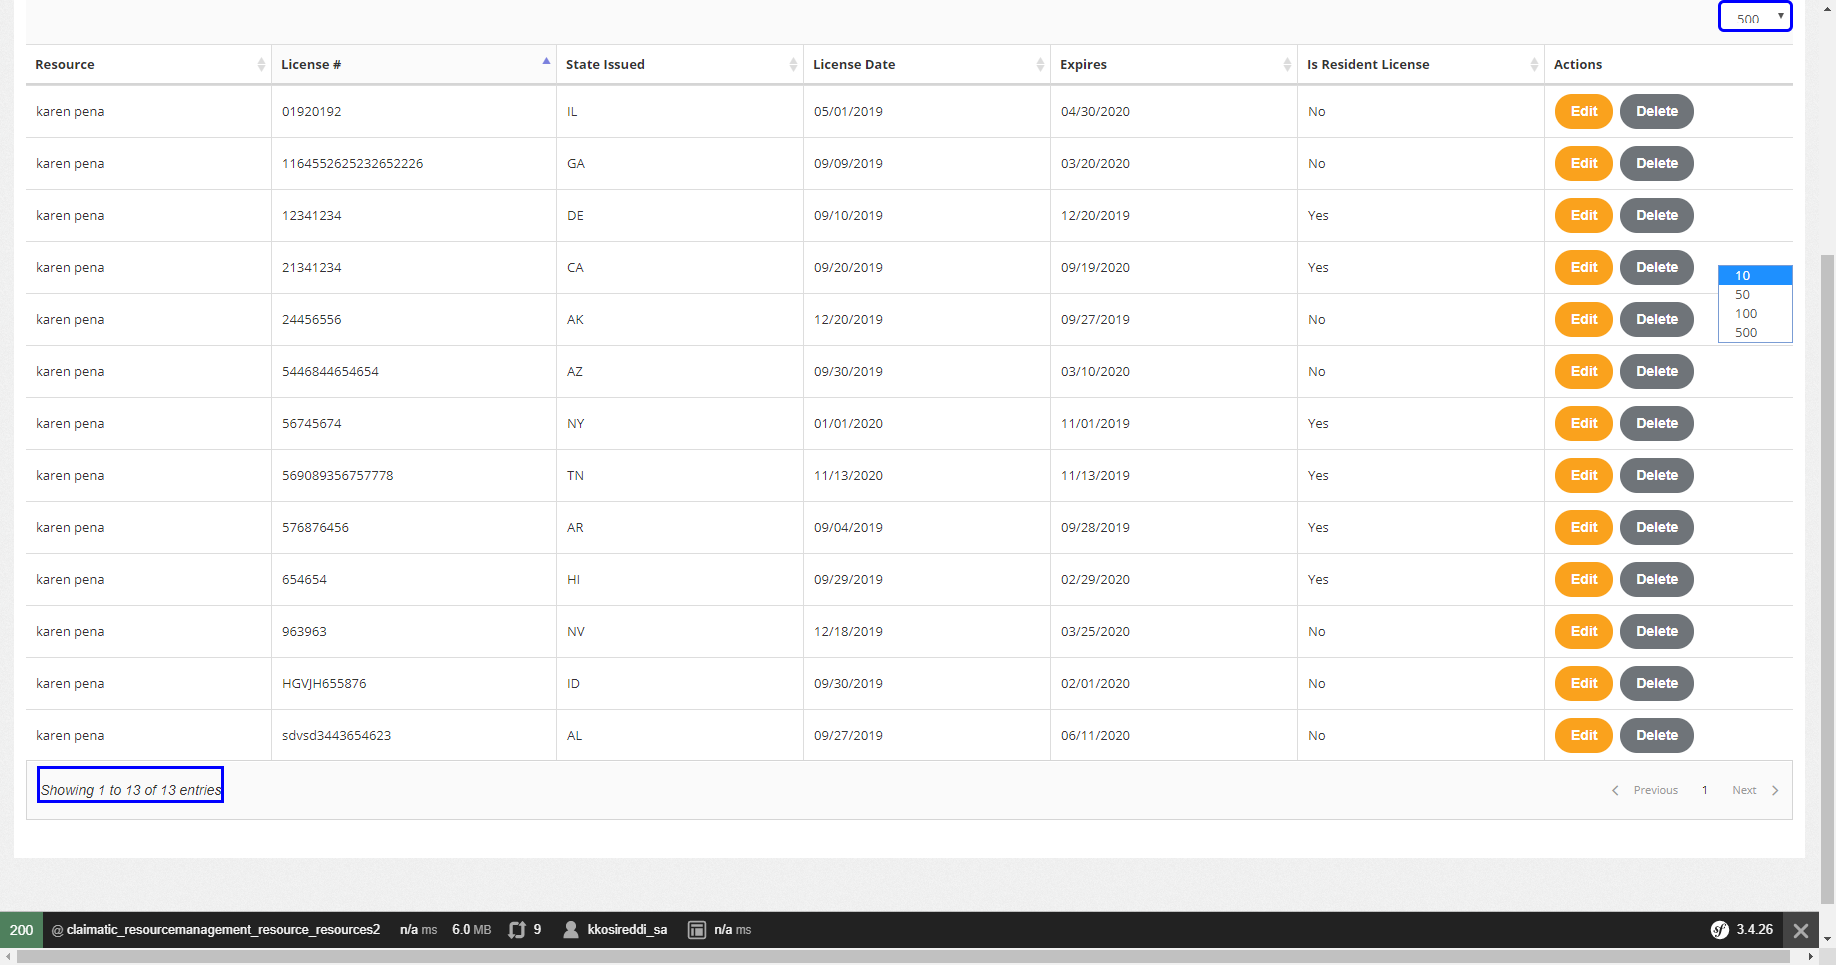 500
Resource License # State Issued License Date Expires Is Resident License Actions
karen pena 01920192 IL 05/01/2019 04/30/2020 No Edit Delete
karen pena 1164552625232652226 GA 09/09/2019 03/20/2020 No Edit Delete
karen pena 12341234 DE 09/10/2019 12/20/2019 Yes Edit Delete
karen pena 21341234 CA 09/20/2019 09/19/2020 Yes Edit Delete
10
50
karen pena 24456556 AK 12/20/2019 09/27/2019 No Edit Delete
100
500
karen pena 5446844654654 AZ 09/30/2019 03/10/2020 No Edit Delete
karen pena 56745674 NY 01/01/2020 11/01/2019 Yes Edit Delete
karen pena 569089356757778 TN 11/13/2020 11/13/2019 Yes Edit Delete
karen pena 576876456 AR 09/04/2019 09/28/2019 Yes Edit Delete
karen pena 654654 HI 09/29/2019 02/29/2020 Yes Edit Delete
karen pena 963963 NV 12/18/2019 03/25/2020 No Edit Delete
karen pena HGVJH655876 ID 09/30/2019 02/01/2020 No Edit Delete
karen pena sdvsd3443654623 AL 09/27/2019 06/11/2020 No Edit Delete
Showing 1 to 13 of 13 entries Previous 1 Next
200 @ claimatic_resourcemanagement_resource_resources2 n/a ms 6.0 MB 9 kkosireddi_sa n/a ms sf 3.4.26